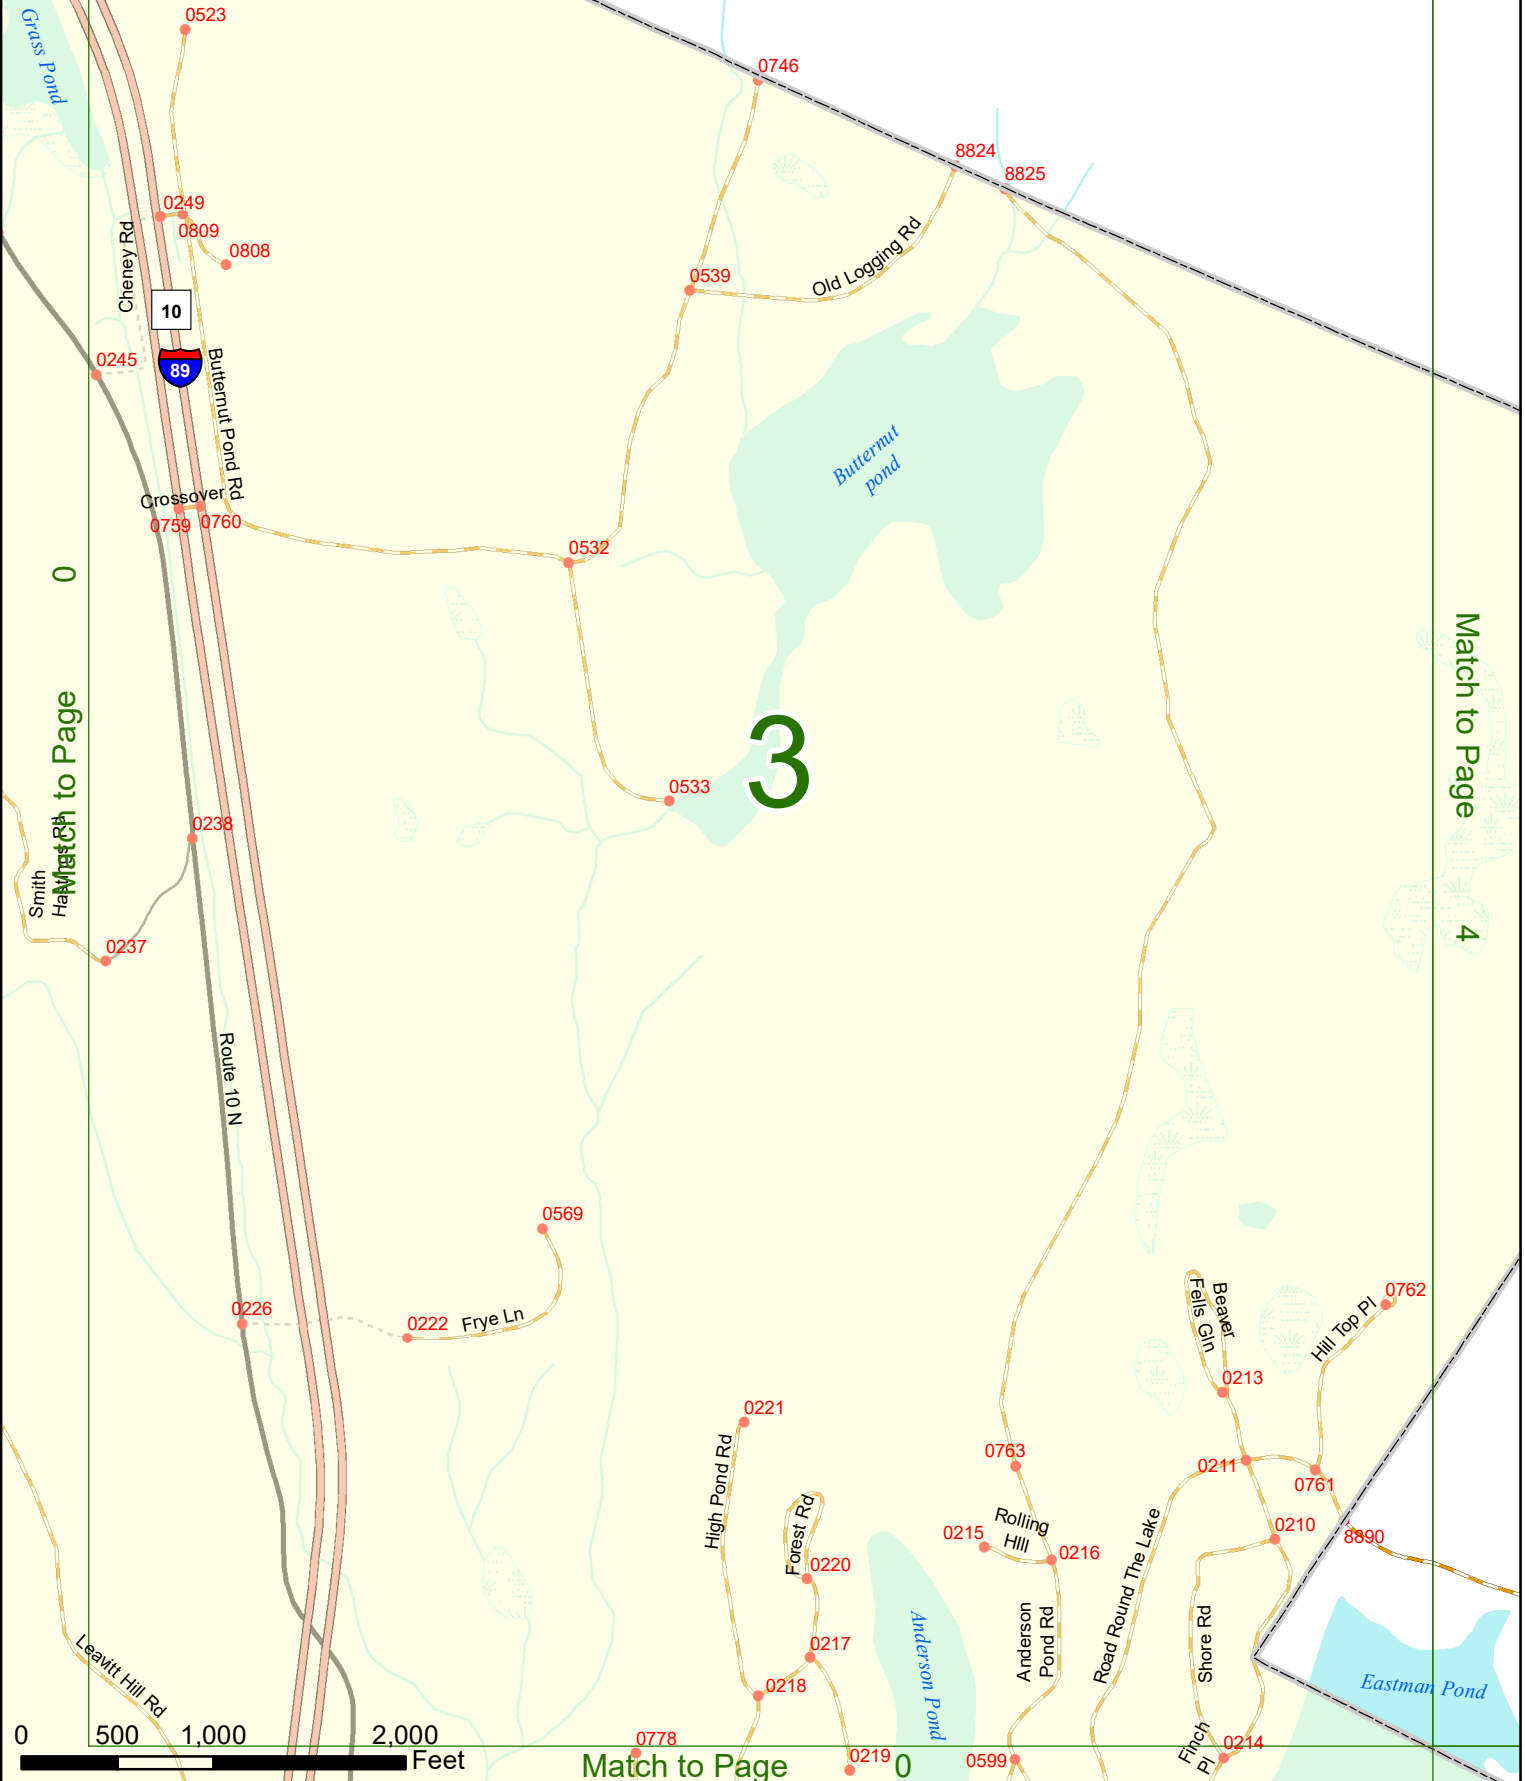 Grass Pond
0523
0746
8824
8825
0249
0809
0808
Cheney Rd
Old Logging Rd
0539
10
89
0245
Butternut Pond Rd
Butternut
pond
Crossover
0759
0760
0532
0
Match to Page
Match to Page
4
3
0533
0238
Smith
Hastings Rd
0237
Route 10 N
0569
0226
0222
Frye Ln
Beaver
Fells Gln
Hill Top Pl
0762
0213
0221
High Pond Rd
0763
0211
0761
Forest Rd
Rolling
HIll
0215
0216
0210
8890
0220
Road Round The Lake
Anderson
Pond Rd
Shore Rd
Anderson Pond
0217
0218
Leavitt Hill Rd
Eastman Pond
Finch
Pl
0214
0778
0219
0599
Match to Page
0
0
500
1,000
2,000
Feet